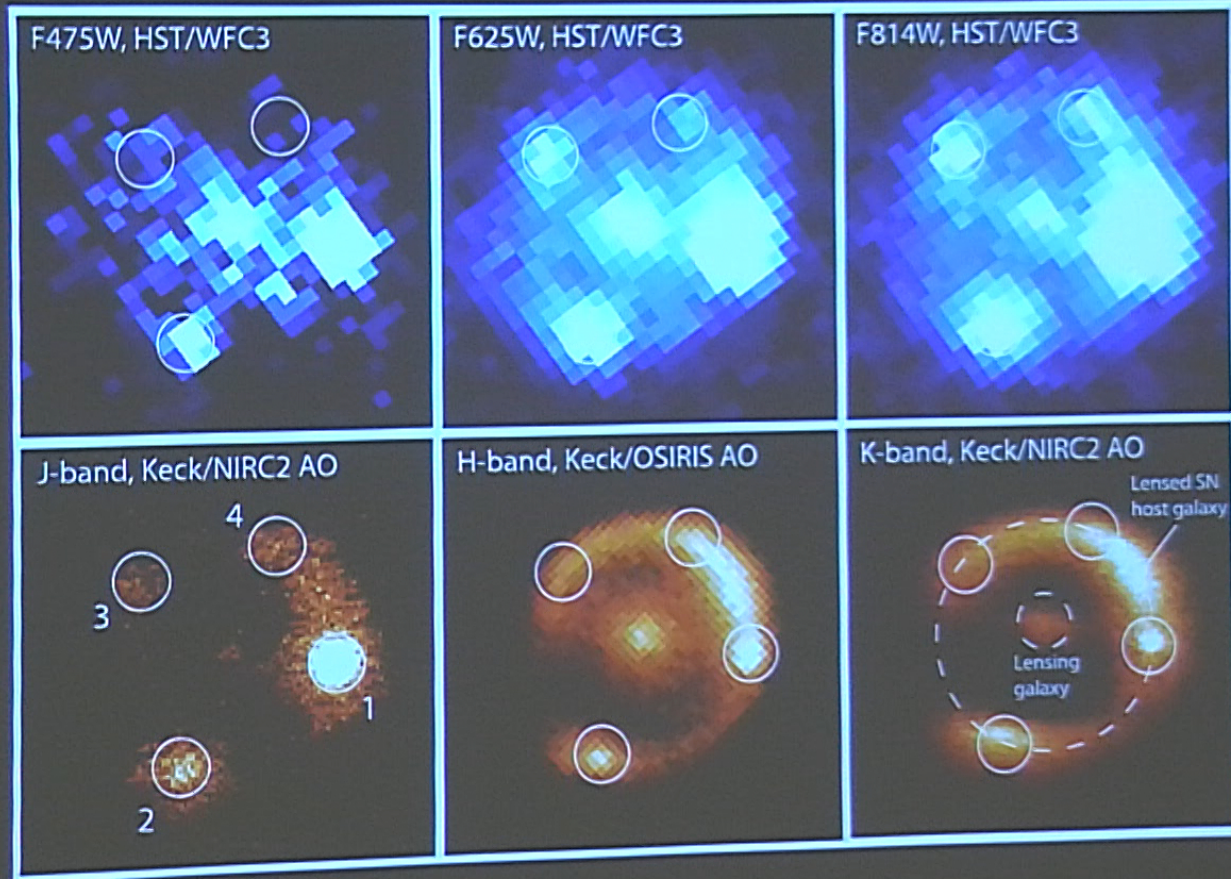 F475W, HST/WFC3
F625W, HST/WFC3
F814W, HST/WFC3
J-band, Keck/NIRC2 AO
4
3
1
2
H-band, Keck/OSIRIS AO
K-band, Keck/NIRC2 AO
Lensed SN
host galaxy
Lensing
galaxy